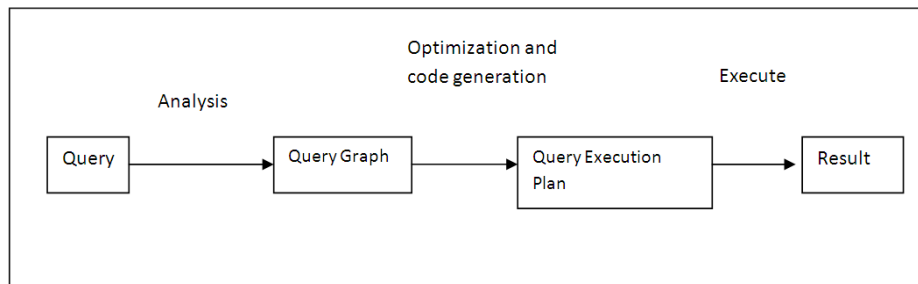 Optimization and
code generation
Execute
Analysis
Query
Query Graph
Query Execution
Plan
Result